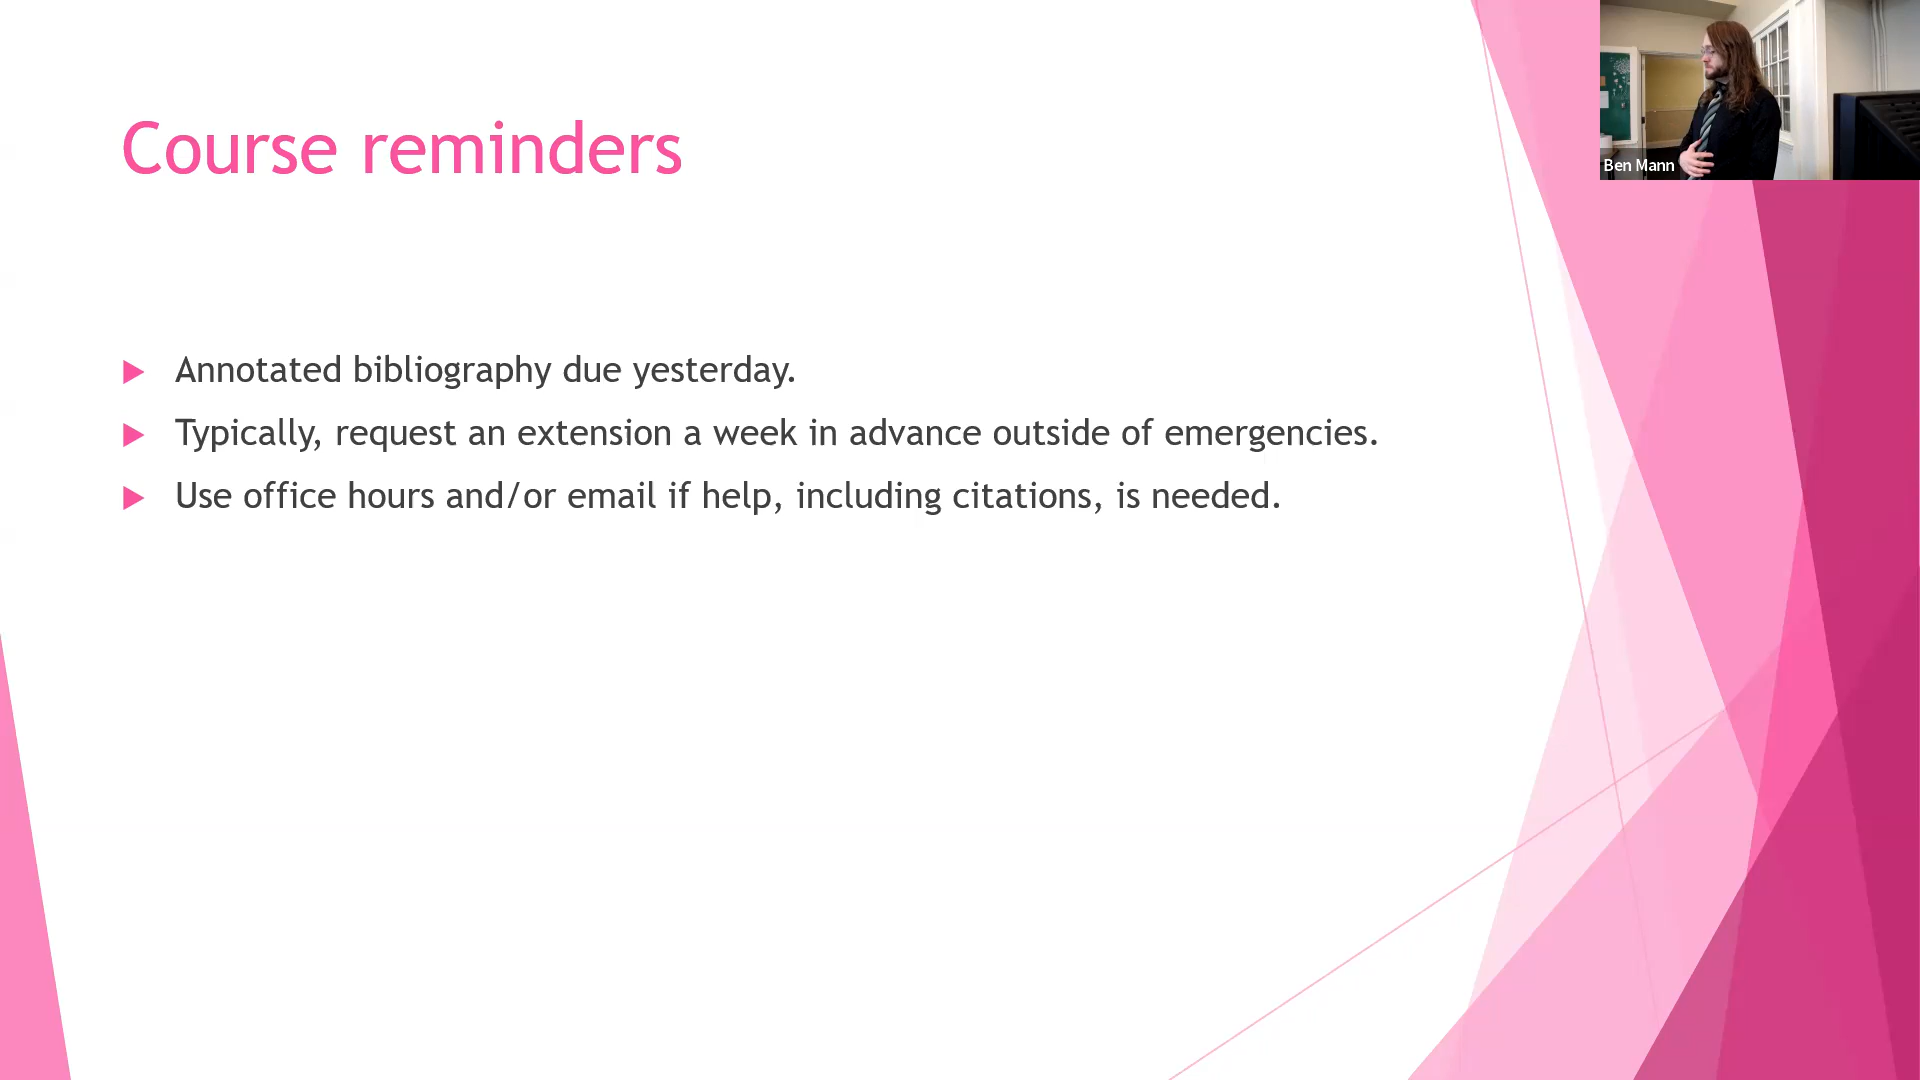 Course reminders
Annotated bibliography due yesterday.
Typically, request an extension a week in advance outside of emergencies.
Use office hours and/or email if help, including citations, is needed.
Ben Mann